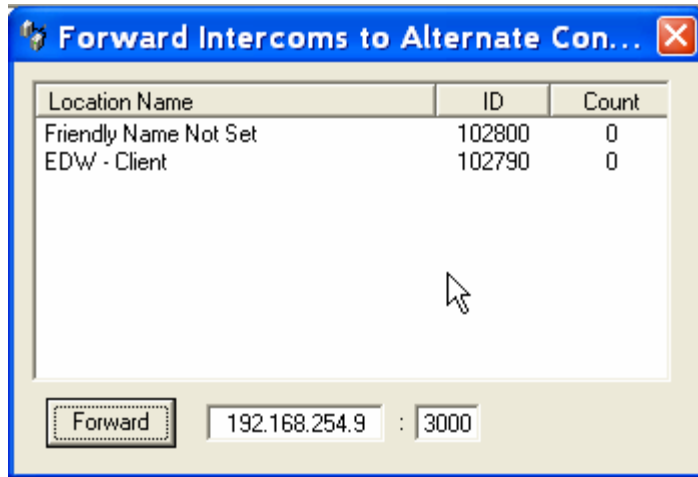 Forward Intercoms to Alternate Con...
Location Name ID Count
Friendly Name Not Set 102800 0
EDW - Client 102790 0
Forward 192.168.254.9 : 3000